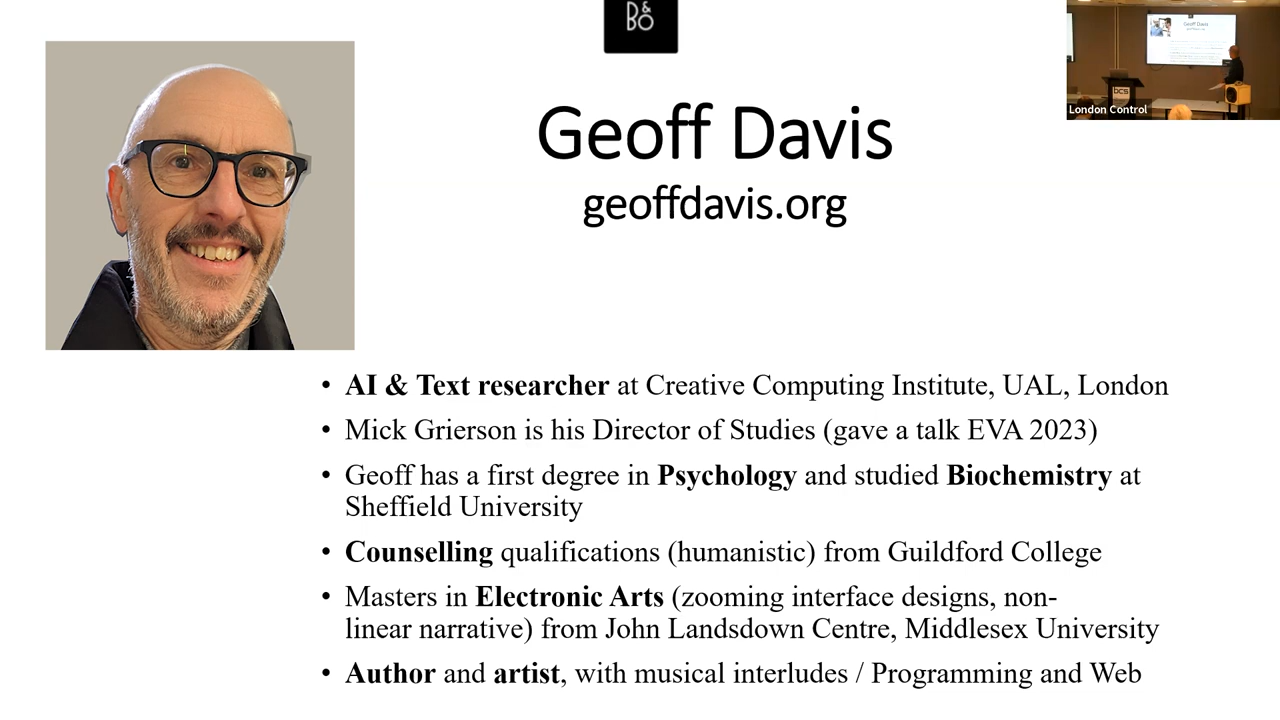 B&
BO
Geoff Davis
geoffdavis.org
London Control
BCS
• AI & Text researcher at Creative Computing Institute, UAL, London
• Mick Grierson is his Director of Studies (gave a talk EVA 2023)
• Geoff has a first degree in Psychology and studied Biochemistry at
Sheffield University
• Counselling qualifications (humanistic) from Guildford College
• Masters in Electronic Arts (zooming interface designs, non-
linear narrative) from John Landsdown Centre, Middlesex University
• Author and artist, with musical interludes / Programming and Web